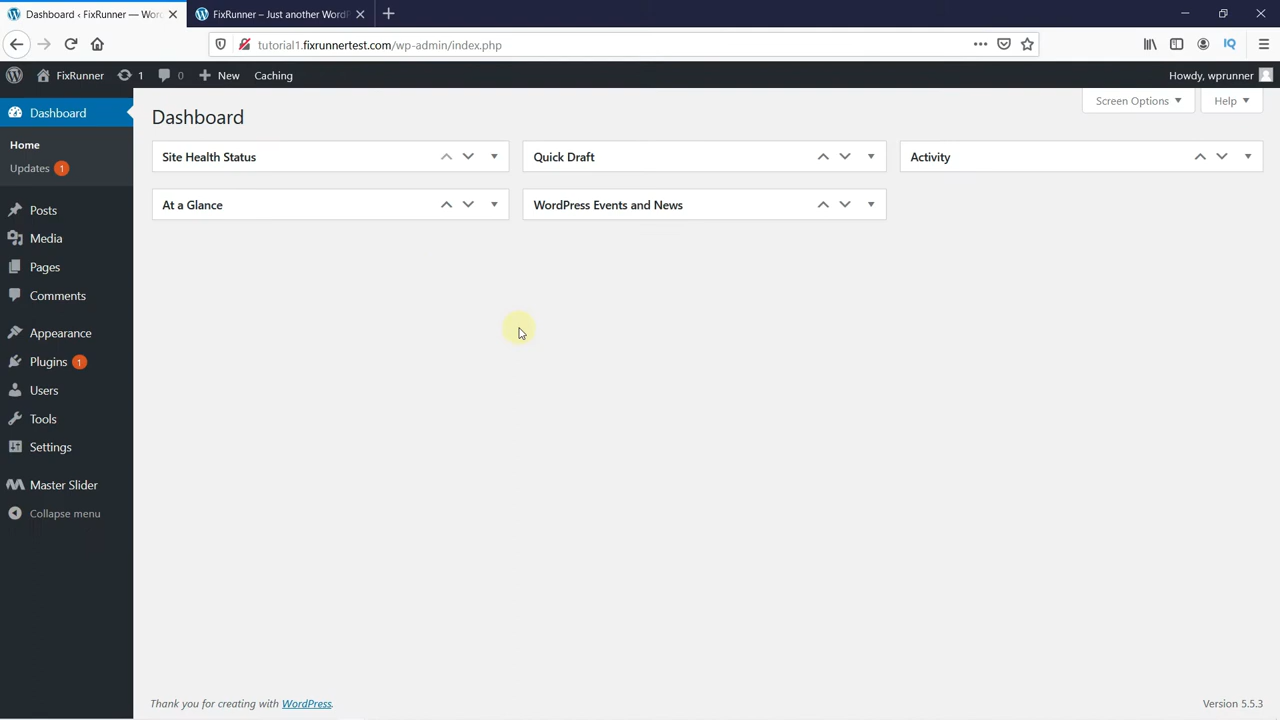 Dashboard ‹ FixRunner — Wor
FixRunner – Just another WordP
tutorial1.fixrunnertest.com/wp-admin/index.php
IQ
FixRunner 1 0 New Caching Howdy, wprunner
Dashboard
Home
Updates 1
Posts
Media
Pages
Comments
Appearance
Plugins 1
Users
Tools
Settings
Master Slider
Collapse menu
Screen Options Help
Dashboard
Site Health Status
Quick Draft
Activity
At a Glance
WordPress Events and News
Thank you for creating with WordPress.
Version 5.5.3